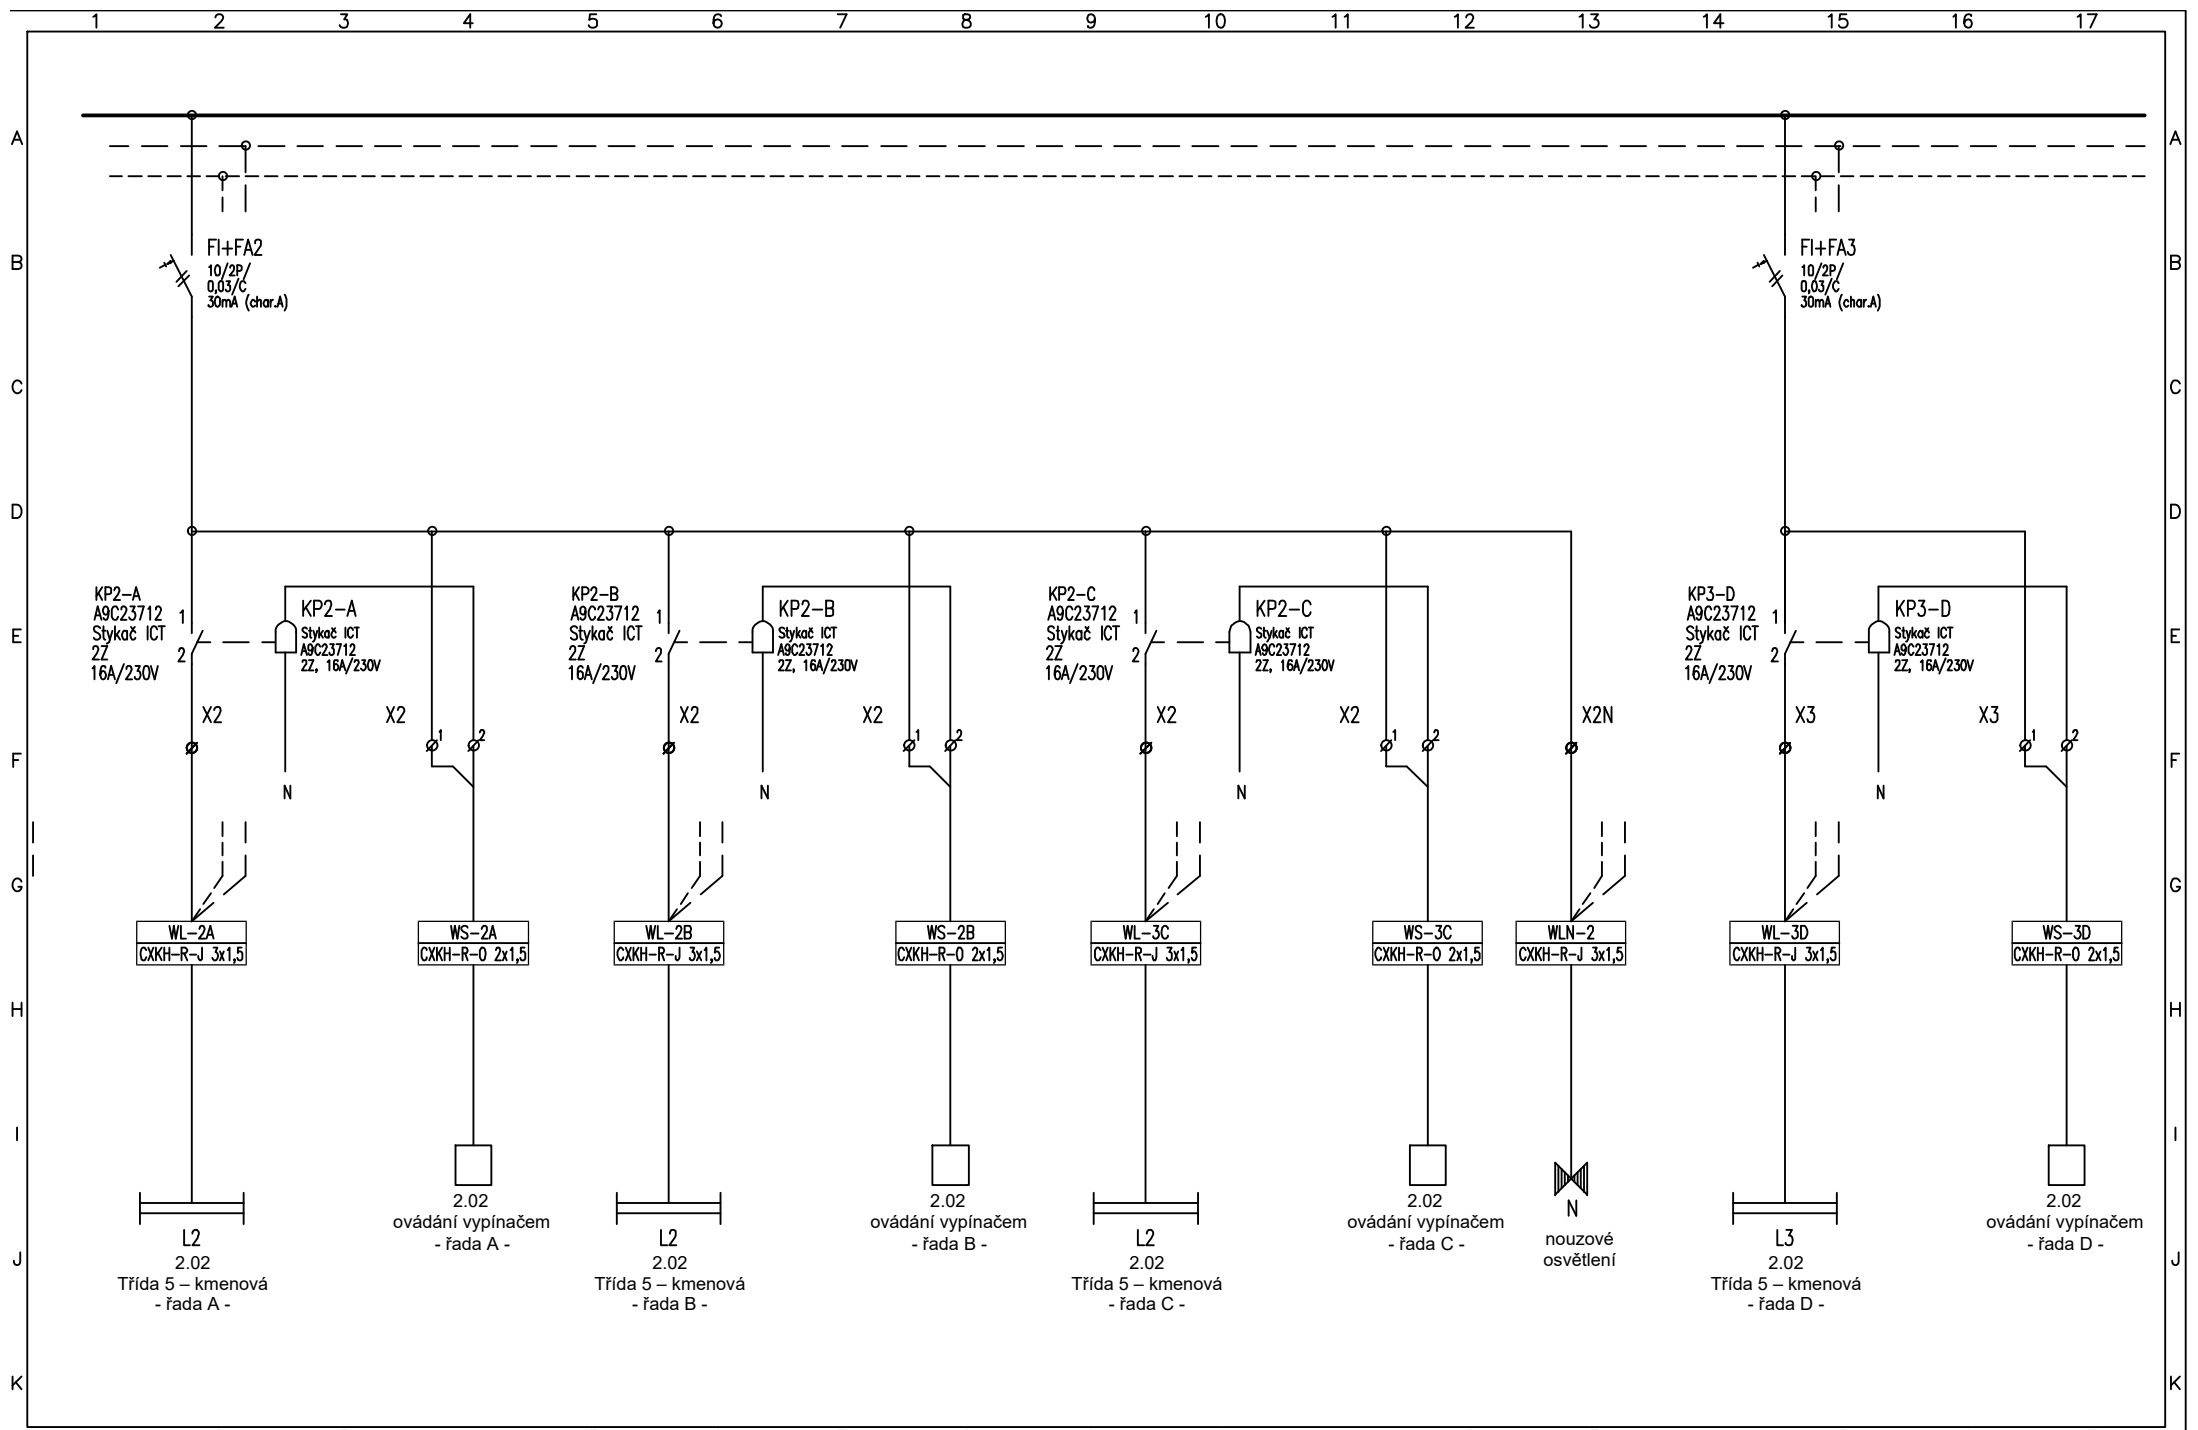 1 2 3 4 5 6 7 8 9 10 11 12 13 14 15 16 17
A A
B B
C C
D D
E E
F F
G G
H H
I I
J J
K K
FI+FA2
10/2P/
0,03/C
30mA (char.A)
FI+FA3
10/2P/
0,03/C
30mA (char.A)
KP2-A
A9C23712
Stykač ICT
2Z
16A/230V
1
2
KP2-A
Stykač ICT
A9C23712
2Z, 16A/230V
KP2-B
A9C23712
Stykač ICT
2Z
16A/230V
1
2
KP2-B
Stykač ICT
A9C23712
2Z, 16A/230V
KP2-C
A9C23712
Stykač ICT
2Z
16A/230V
1
2
KP2-C
Stykač ICT
A9C23712
2Z, 16A/230V
KP3-D
A9C23712
Stykač ICT
2Z
16A/230V
1
2
KP3-D
Stykač ICT
A9C23712
2Z, 16A/230V
X2 X2 X2 X2 X2 X2 X2N X3 X3
1 2 1 2 1 2 1 2
N N N N
WL-2A
CXKH-R-J 3x1,5
WS-2A
CXKH-R-O 2x1,5
WL-2B
CXKH-R-J 3x1,5
WS-2B
CXKH-R-O 2x1,5
WL-3C
CXKH-R-J 3x1,5
WS-3C
CXKH-R-O 2x1,5
WLN-2
CXKH-R-J 3x1,5
WL-3D
CXKH-R-J 3x1,5
WS-3D
CXKH-R-O 2x1,5
L2
2.02
Třída 5 – kmenová
- řada A -
2.02
ovádání vypínačem
- řada A -
L2
2.02
Třída 5 – kmenová
- řada B -
2.02
ovádání vypínačem
- řada B -
L2
2.02
Třída 5 – kmenová
- řada C -
2.02
ovádání vypínačem
- řada C -
N
nouzové
osvětlení
L3
2.02
Třída 5 – kmenová
- řada D -
2.02
ovádání vypínačem
- řada D -